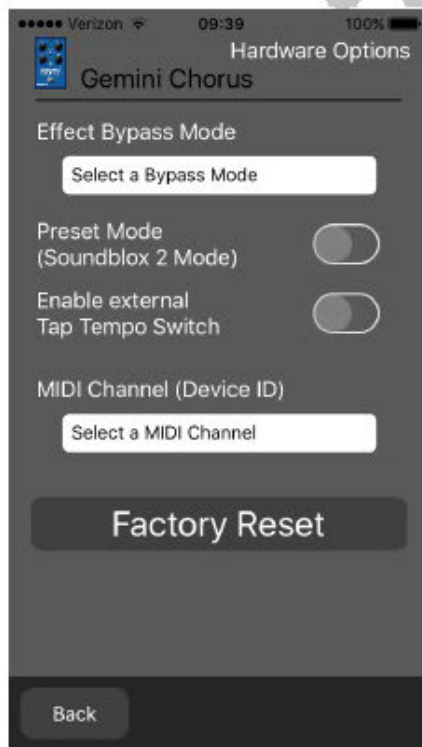 Verizon 09:39 100%
Hardware Options
Gemini Chorus
Effect Bypass Mode
Select a Bypass Mode
Preset Mode
(Soundblox 2 Mode)
Enable external
Tap Tempo Switch
MIDI Channel (Device ID)
Select a MIDI Channel
Factory Reset
Back